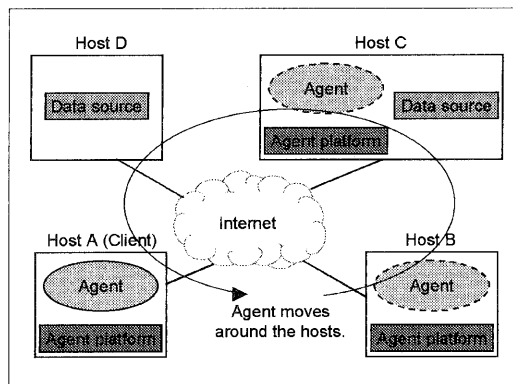 Host D
Data source
Host C
Agent
Data source
Agent platform
Internet
Host A (Client)
Agent
Agent platform
Agent moves
around the hosts.
Host B
Agent
Agent platform